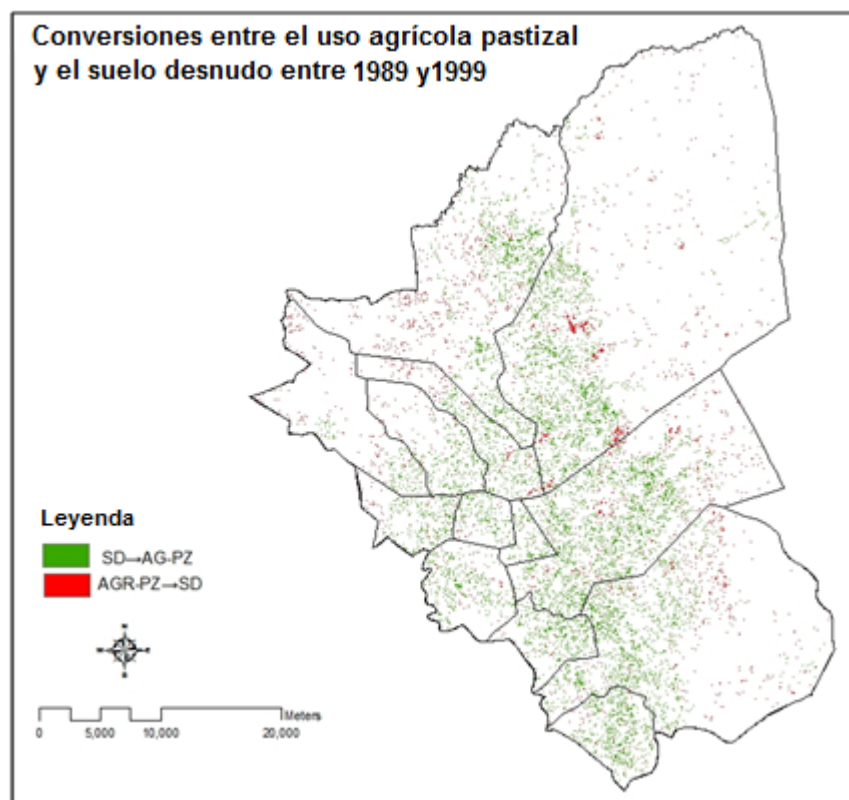 Conversiones entre el uso agrícola pastizal
y el suelo desnudo entre 1989 y1999
Leyenda
SD→AG-PZ
AGR-PZ→SD
Meters
0 5,000 10,000 20,000